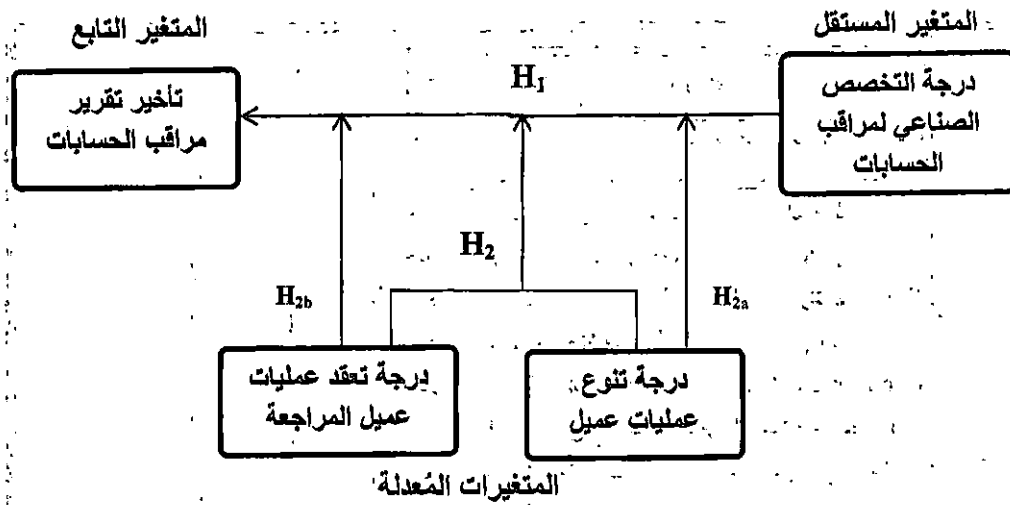 المتغير المستقل
المتغير التابع
درجة التخصص
الصناعي لمراقب
الحسابات
H1
تأخير تقرير
مراقب الحسابات
H2
H2a
H2b
درجة تنوع
عمليات عميل
درجة تعقد عمليات
عميل المراجعة
المتغيرات المُعدلة